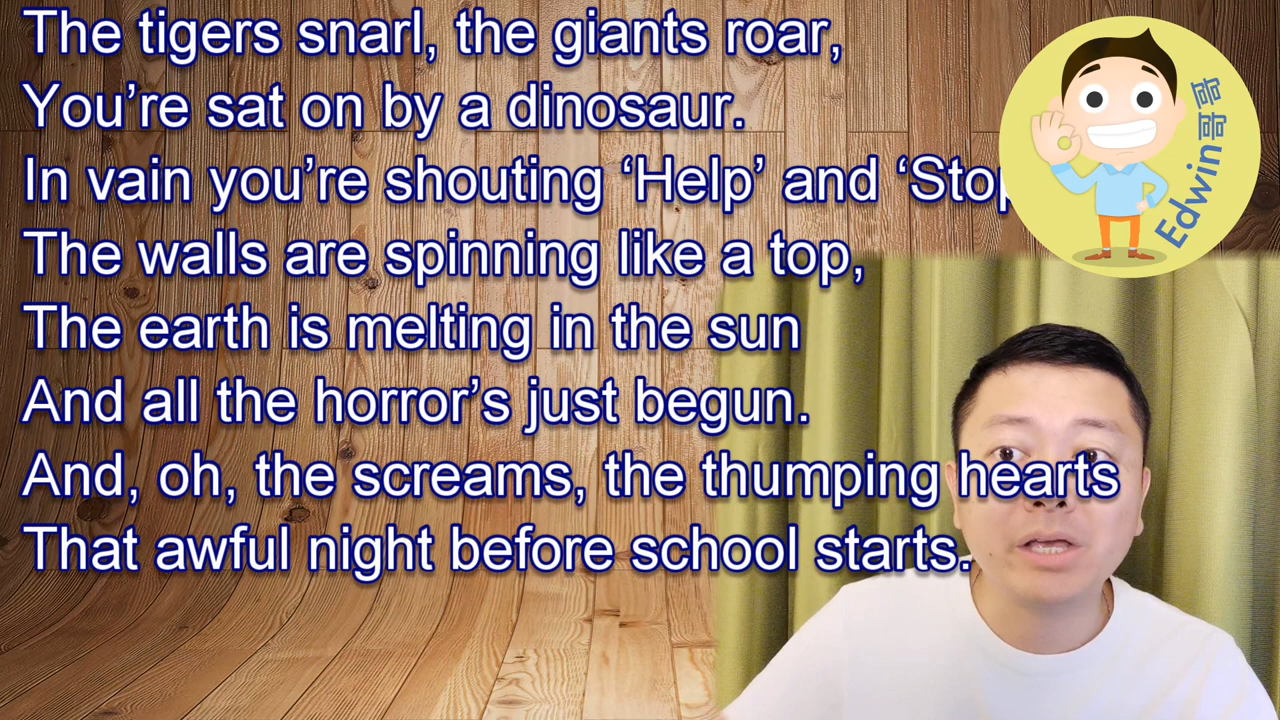 The tigers snarl, the giants roar,
You’re sat on by a dinosaur.
In vain you’re shouting ‘Help’ and ‘Stop
The walls are spinning like a top,
The earth is melting in the sun
And all the horror’s just begun.
And, oh, the screams, the thumping hearts
That awful night before school starts.
Edwin哥哥